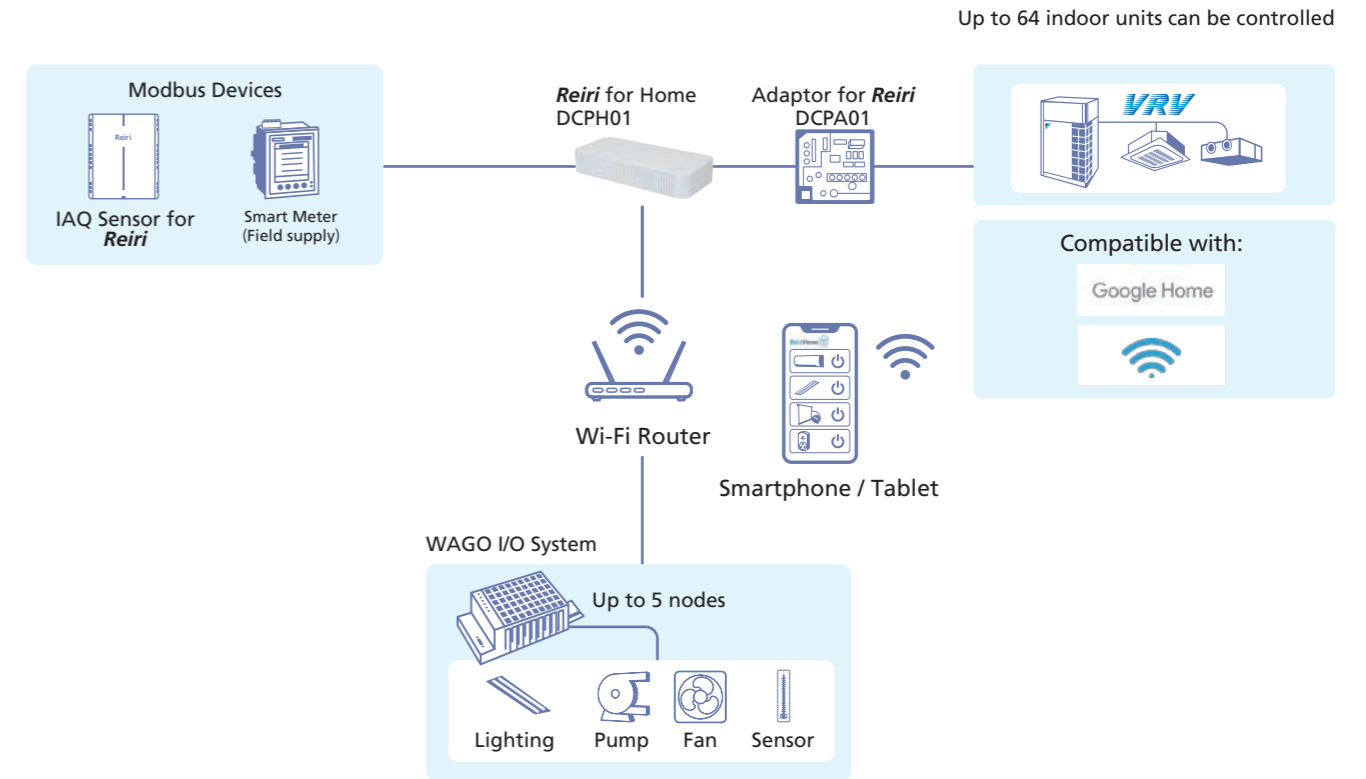 Up to 64 indoor units can be controlled
Modbus Devices
Reiri
IAQ Sensor for
Reiri
Smart Meter
(Field supply)
Reiri for Home
DCPH01
Adaptor for Reiri
DCPA01
VRV
Compatible with:
Google Home
Wi-Fi Router
Smartphone / Tablet
WAGO I/O System
Up to 5 nodes
Lighting
Pump
Fan
Sensor